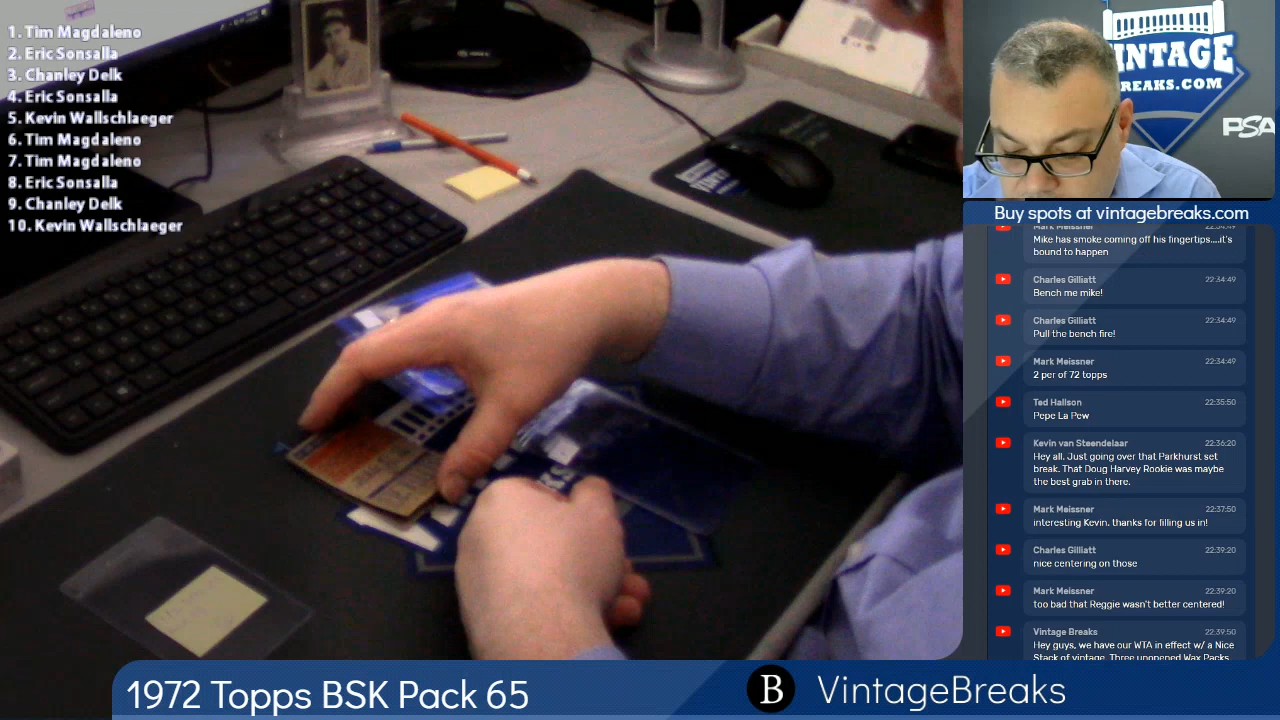 1. Tim Magdaleno
2. Eric Sonsalla
3. Chanley Delk
4. Eric Sonsalla
5. Kevin Wallschlaeger
6. Tim Magdaleno
7. Tim Magdaleno
8. Eric Sonsalla
9. Chanley Delk
10. Kevin Wallschlaeger
VINTAGE
BREAKS.COM
PSA
Buy spots at vintagebreaks.com
Mark Meissner 22:34:49
Mike has smoke coming off his fingertips....it's
bound to happen
Charles Gilliatt 22:34:49
Bench me mike!
Charles Gilliatt 22:34:49
Pull the bench fire!
Mark Meissner 22:34:49
2 per of 72 topps
Ted Hallson 22:35:50
Pepe La Pew
Kevin van Steendelaar 22:36:20
Hey all. Just going over that Parkhurst set
break. That Doug Harvey Rookie was maybe
the best grab in there.
Mark Meissner 22:37:50
interesting Kevin. thanks for filling us in!
Charles Gilliatt 22:39:20
nice centering on those
Mark Meissner 22:39:20
too bad that Reggie wasn't better centered!
Vintage Breaks 22:39:50
Hey guys, we have our WTA in effect w/ a Nice
Stack of vintage. Three unopened Wax Packs
1972 Topps BSK Pack 65
B VintageBreaks